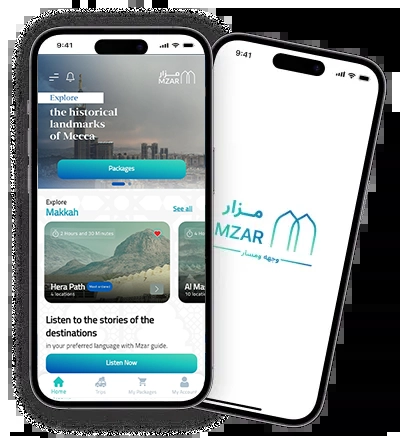 9:41
مزار
MZAR
Explore
the historical
landmarks
of Mecca
Packages
Explore
Makkah
See all
2 Hours and 30 Minutes
Hera Path
4 locations
Al Ma
10 location
Listen to the stories of the
destinations
in your preferred language with Mzar guide.
Listen Now
Home
Trips
My Packages
My Account
9:41
مزار
MZAR
وجهة ومسار